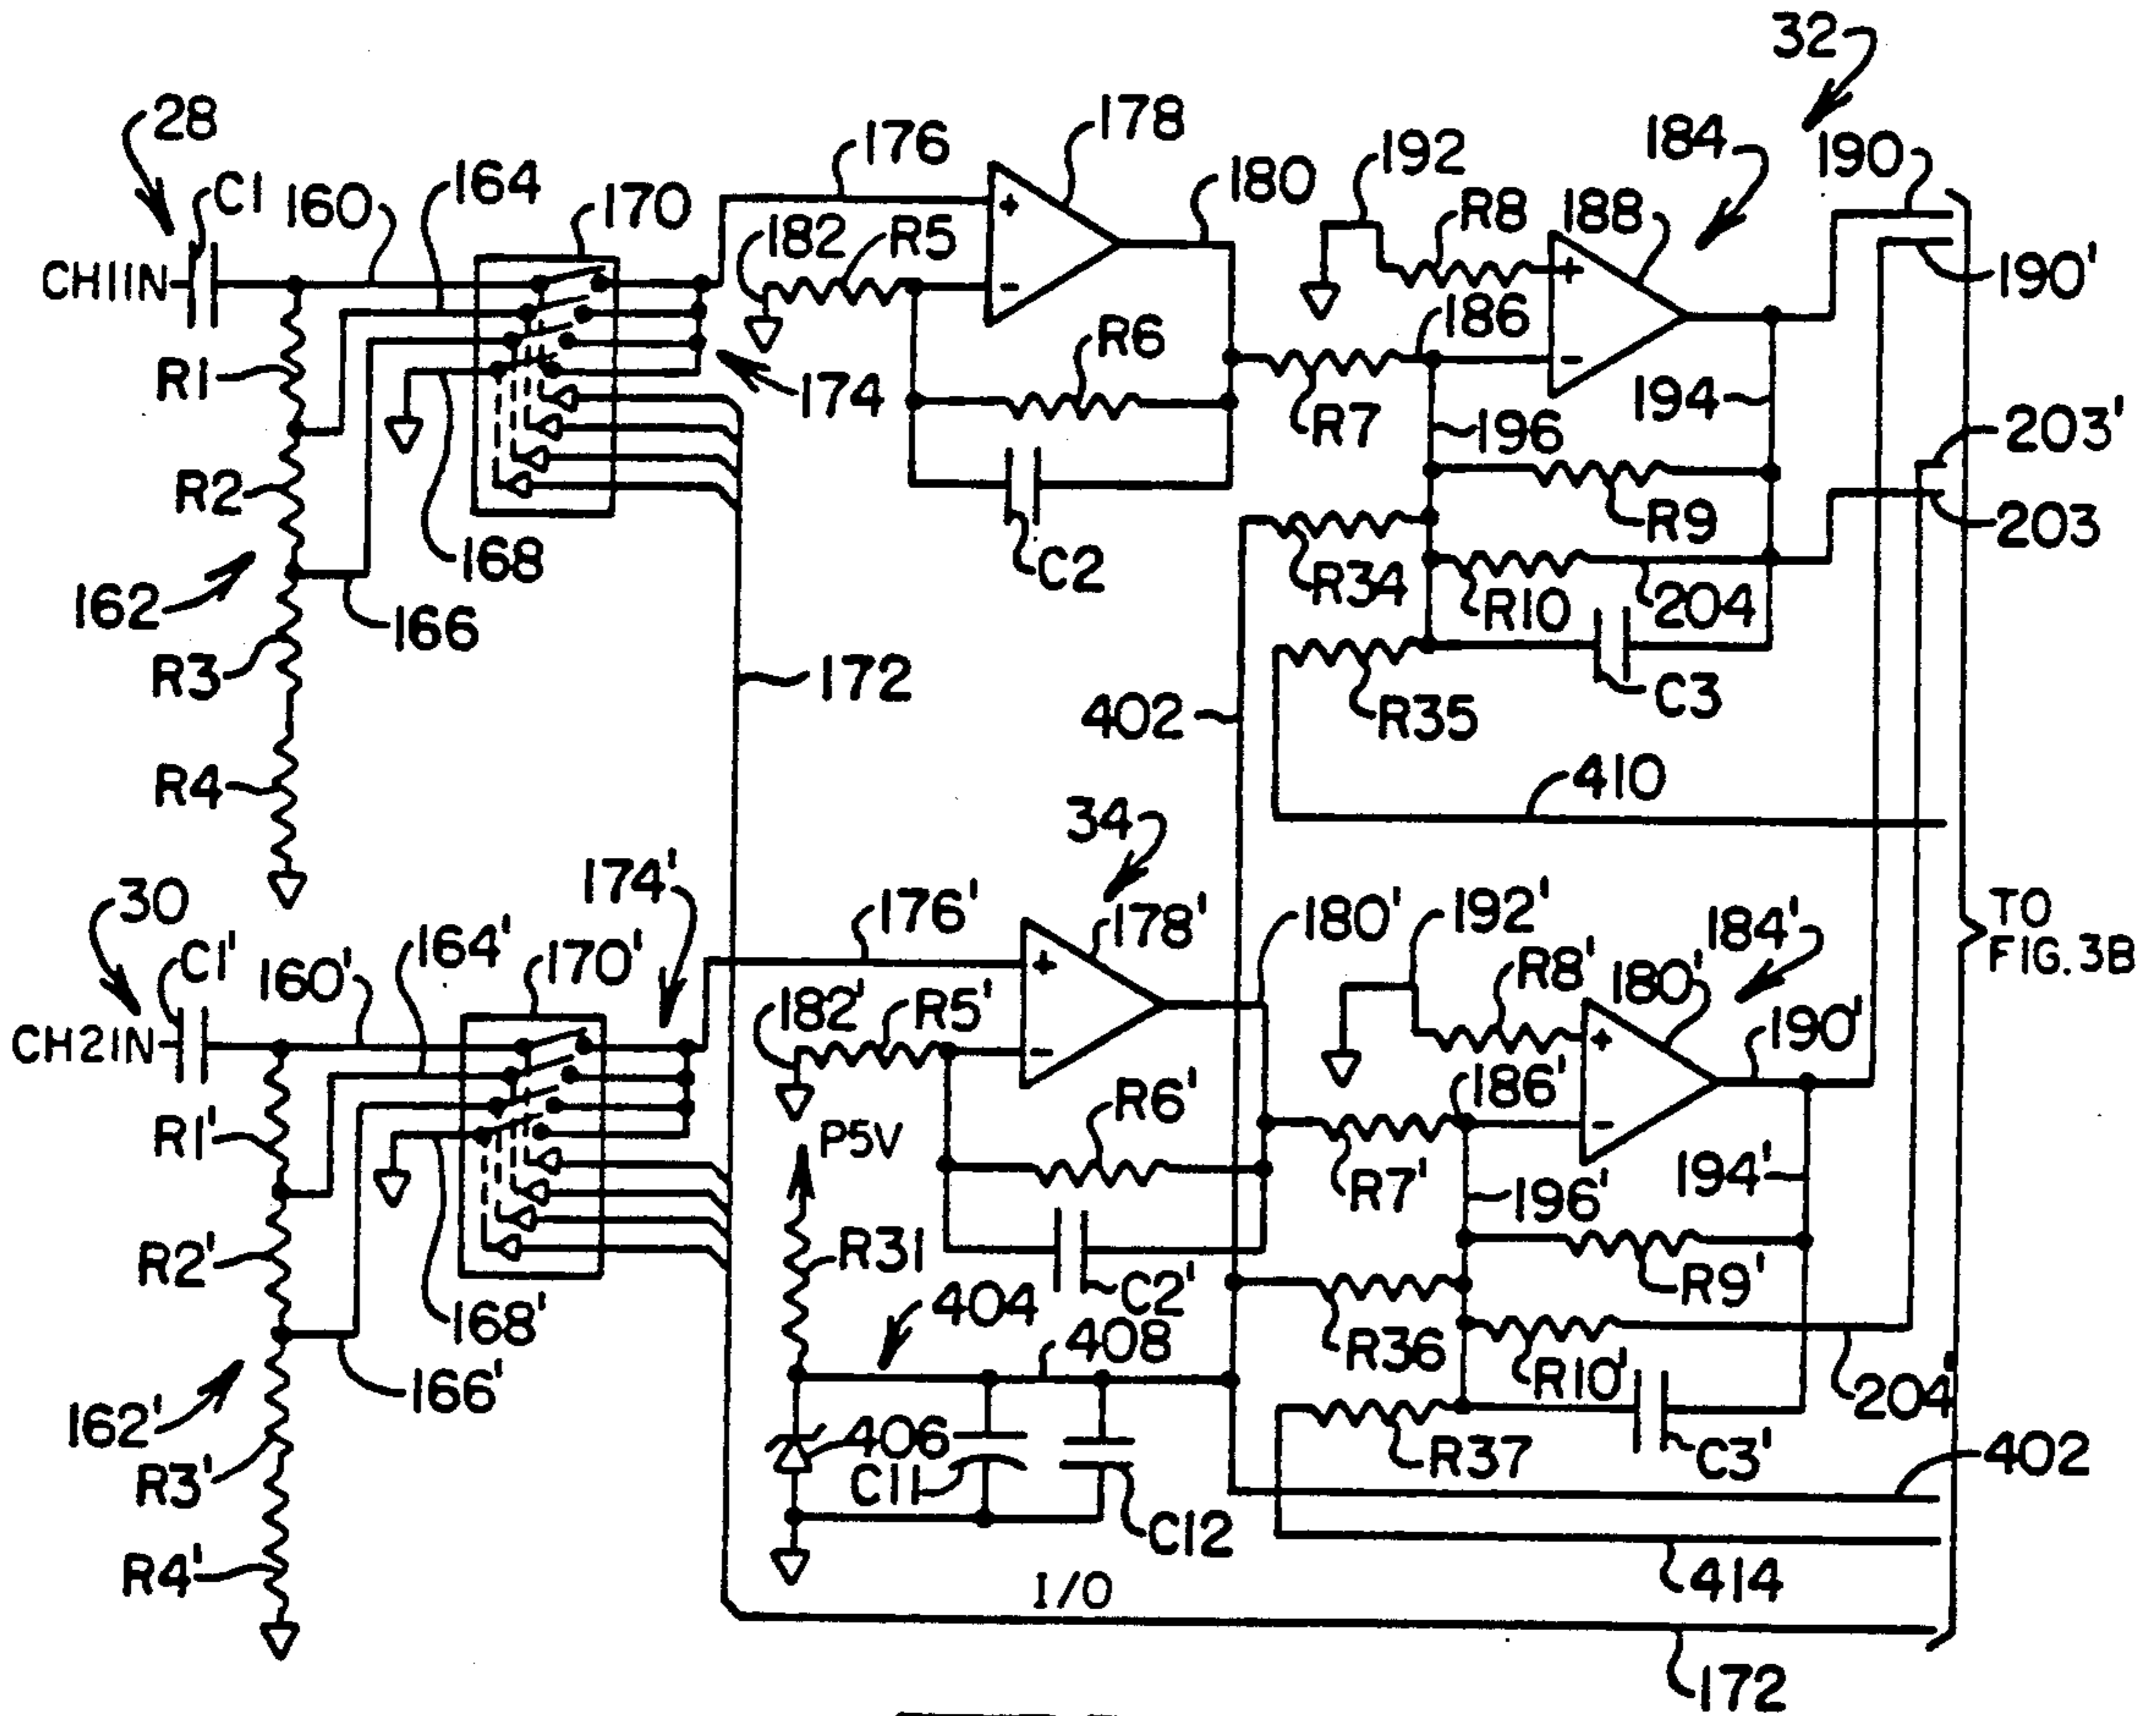 32
28
C1
160
164
170
176
178
180
192
184
190
R8
188
182
R5
190'
CH1IN
R1
R6
186
174
R7
196
194
203'
R2
R9
203
168
C2
R34
R10
204
162
166
R3
172
402
R35
C3
R4
410
34
30
174'
176'
178'
180'
192'
184'
TO
FIG. 3B
C1'
160'
164'
170'
R8'
180'
182'
R5'
190'
CH2IN
R1'
P5V
R6'
186'
R7'
196'
194'
R2'
R31
C2'
R9'
168'
404
408
R36
R10'
204'
166'
162'
406
R37
C3'
402
R3'
C11
C12
R4'
I/O
414
172